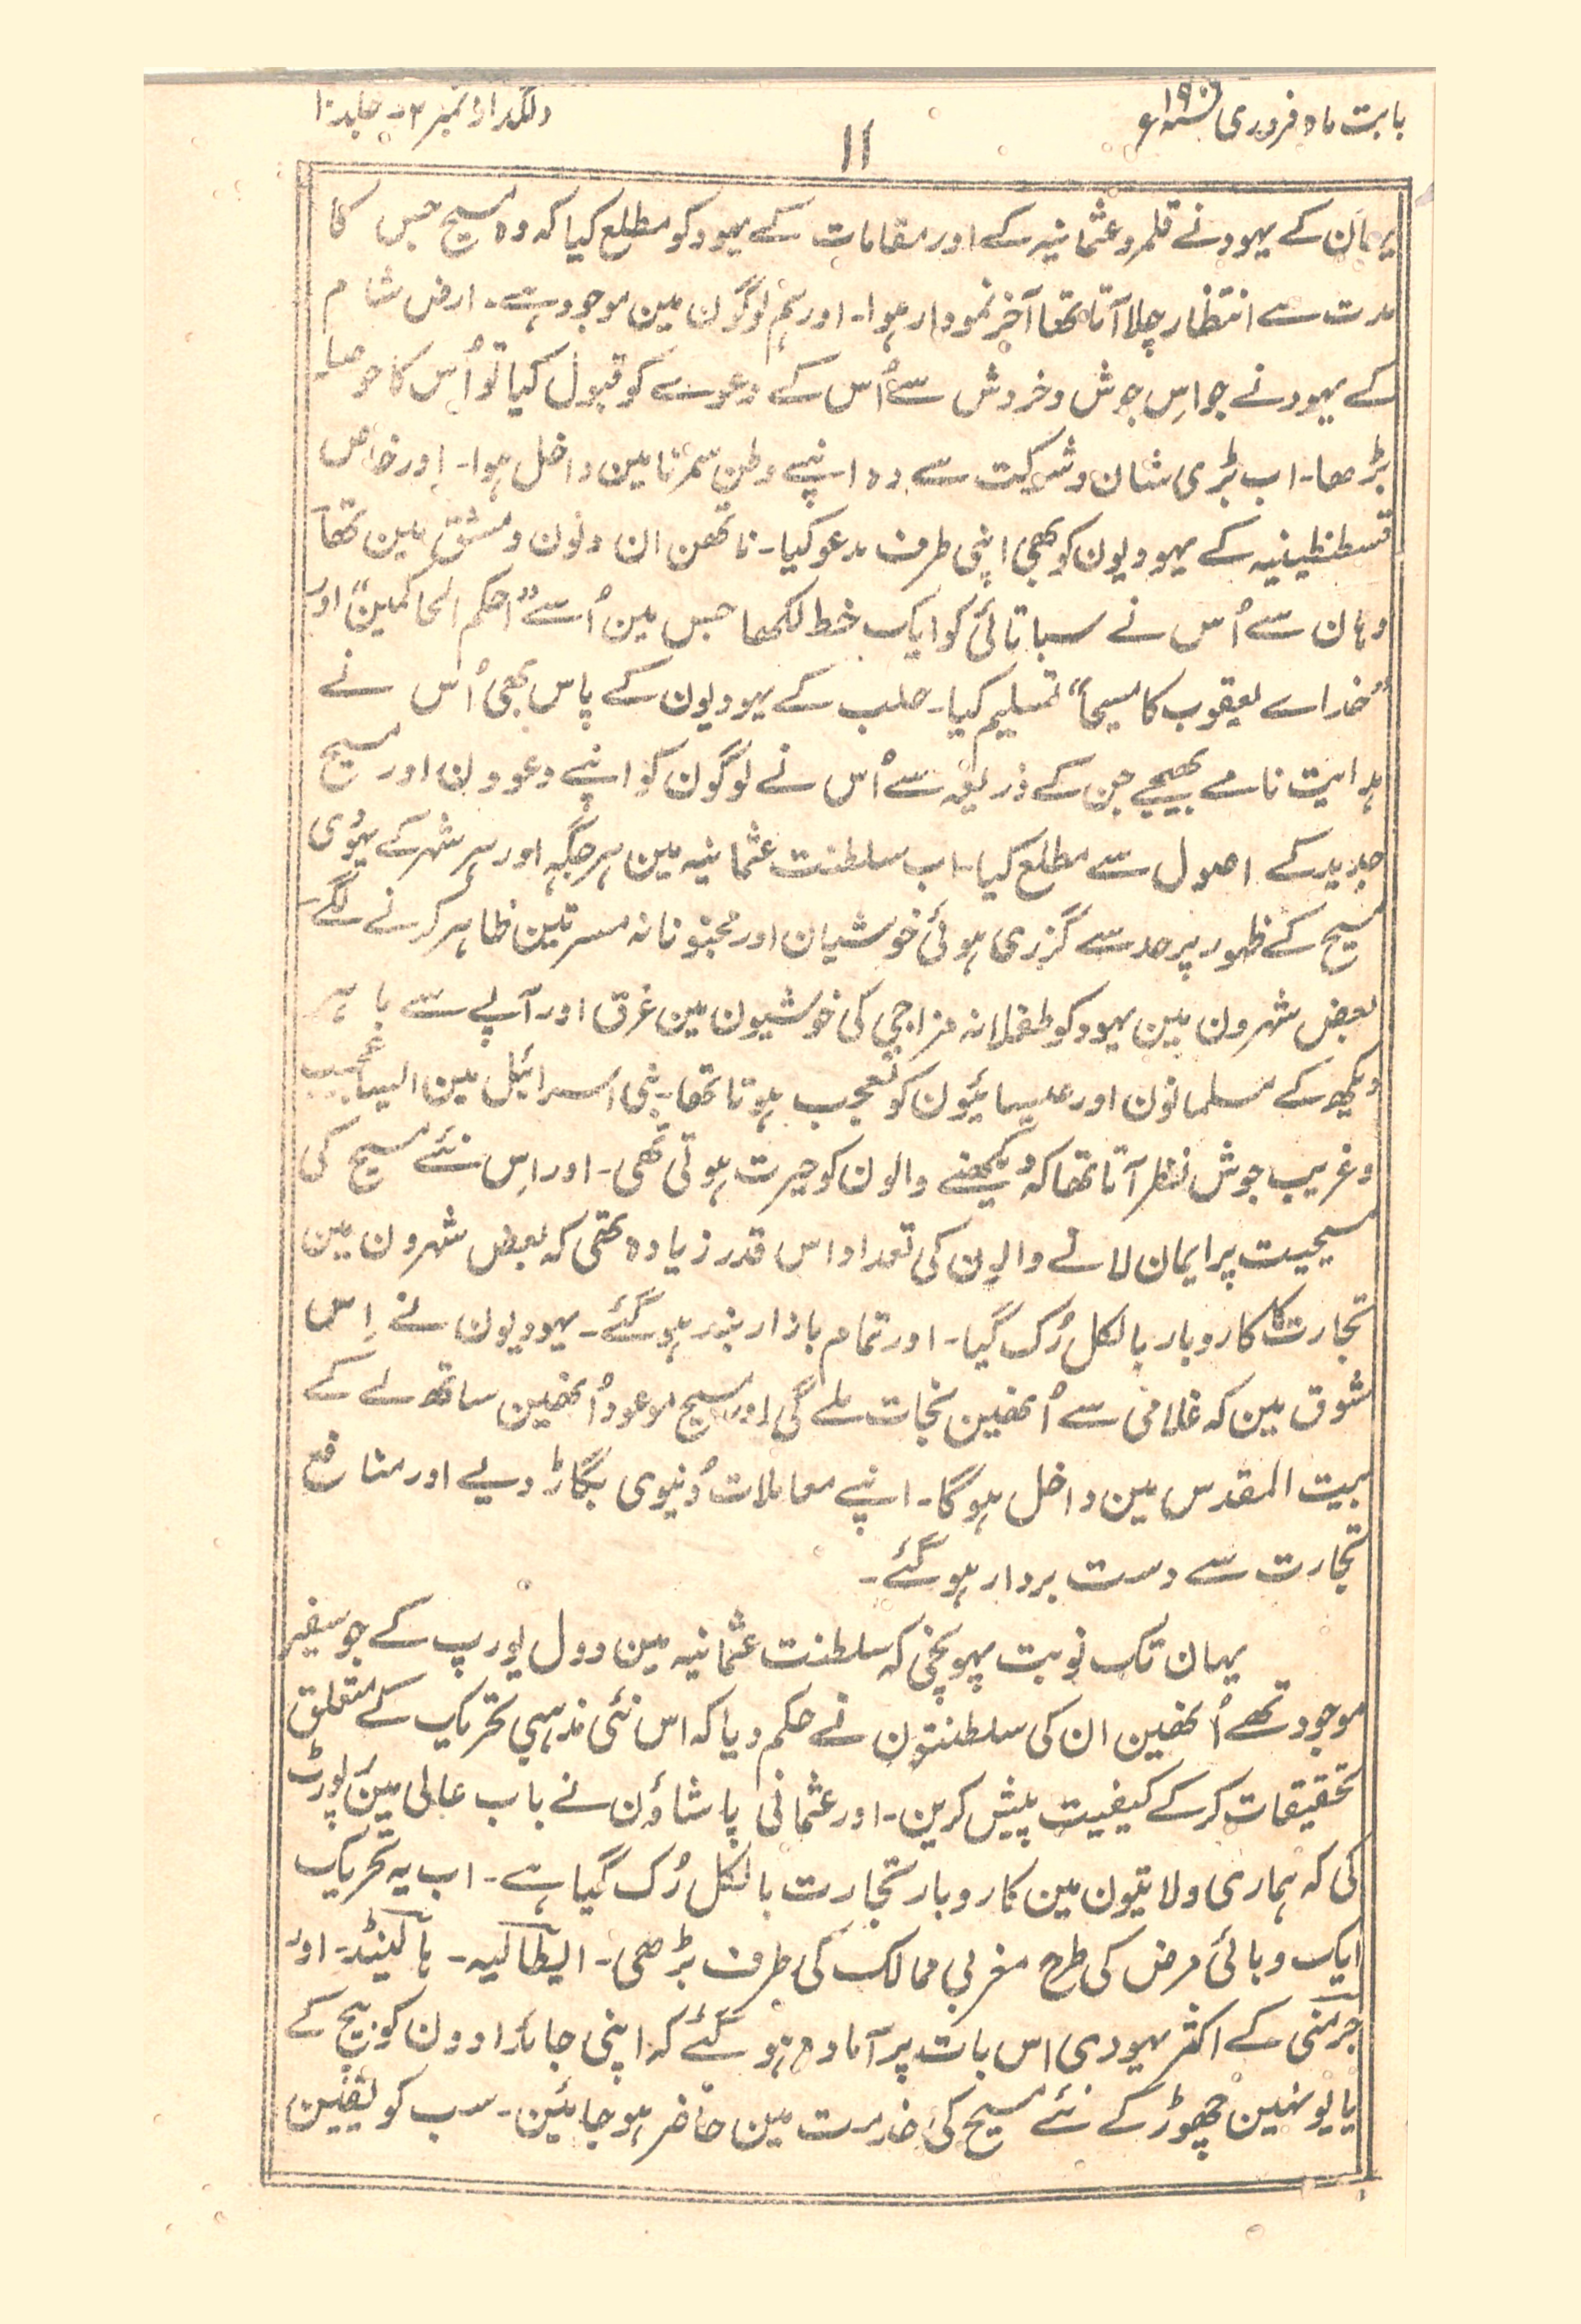 بابت ماہ فروری سنہ ۱۹۰۶ء
۱۱
دلگداز نمبر ۲۔ جلد ۱۰
یہان کے یہود نے قلمرو عثمانیہ کے اور مقامات کے یہود کو مطلع کیا کہ وہ مسیح جس کا
مدت سے انتظار چلا آتا تھا آخر نمودار ہوا۔ اور ہم لوگون مین موجود ہے۔ ارض شام
کے یہود نے جو اِس جوش و خروش سے اُس کے دعوے کو قبول کیا تو اُس کا حوصلہ
بڑھا۔ اب بڑی شان و شوکت سے وہ اپنے وطن سمرنا مین داخل ہوا۔ اور خاص
قسطنطینیہ کے یہودیون کو بھی اپنی طرف مدعو کیا۔ ناتھن ان دنون دمشق مین تھا
وہان سے اُس نے سباتائی کو ایک خط لکھا جس مین اُسے ”احکم الحاکمین“ اور
”خداے یعقوب کا مسیحا“ تسلیم کیا۔ حلب کے یہودیون کے پاس بھی اُس نے
ہدایت نامے بھیجے جن کے ذریعہ سے اُس نے لوگون کو اپنے دعوون اور مسیح
جدید کے اصول سے مطلع کیا۔ اب سلطنت عثمانیہ مین ہر جگہ اور ہر شہر کے یہودی
مسیح کے ظہور پر حد سے گزری ہوئی خوشیان اور مجنونانہ مسرتین ظاہر کرنے لگے۔
بعض شہرون مین یہود کو طفلانہ مزاجی کی خوشیون مین غرق اور آپے سے باہر
دیکھ کے مسلمانون اور عیسائیون کو تعجب ہوتا تھا۔ بنی اسرائیل مین ایسا عجیب
و غریب جوش نظر آتا تھا کہ دیکھنے والون کو حیرت ہوتی تھی۔ اور اِس نئے مسیح کی
مسیحیت پر ایمان لانے والون کی تعداد اس قدر زیادہ تھی کہ بعض شہرون مین
تجارت کا کاروبار بالکل رُک گیا۔ اور تمام بازار بند ہو گئے۔ یہودیون نے اِس
شوق مین کہ غلامی سے اُنھین نجات ملے گی اور مسیح موعود اُنھین ساتھ لے کے
بیت المقدس مین داخل ہو گا۔ اپنے معاملات دُنیوی بگاڑ دیے اور منافع
تجارت سے دست بردار ہو گئے۔
یہان تک نوبت پہونچی کہ سلطنت عثمانیہ مین دول یورپ کے جو سفیر
موجود تھے اُنھین ان کی سلطنتون نے حکم دیا کہ اس نئی مذہبی تحریک کے متعلق
تحقیقات کر کے کیفیت پیش کرین۔ اور عثمانی پاشاؤن نے باب عالی مین رپورٹ
کی کہ ہماری ولایتون مین کاروبار تجارت بالکل رُک گیا ہے۔ اب یہ تحریک
ایک وبائی مرض کی طرح مغربی ممالک کی طرف بڑھی۔ ایطالیہ۔ ہالینڈ۔ اور
جرمنی کے اکثر یہودی اس بات پر آمادہ ہو گئے کہ اپنی جائدادون کو بیچ کے
یا یونہین چھوڑ کے نئے مسیح کی خدمت مین حاضر ہو جائین۔ سب کو یقین